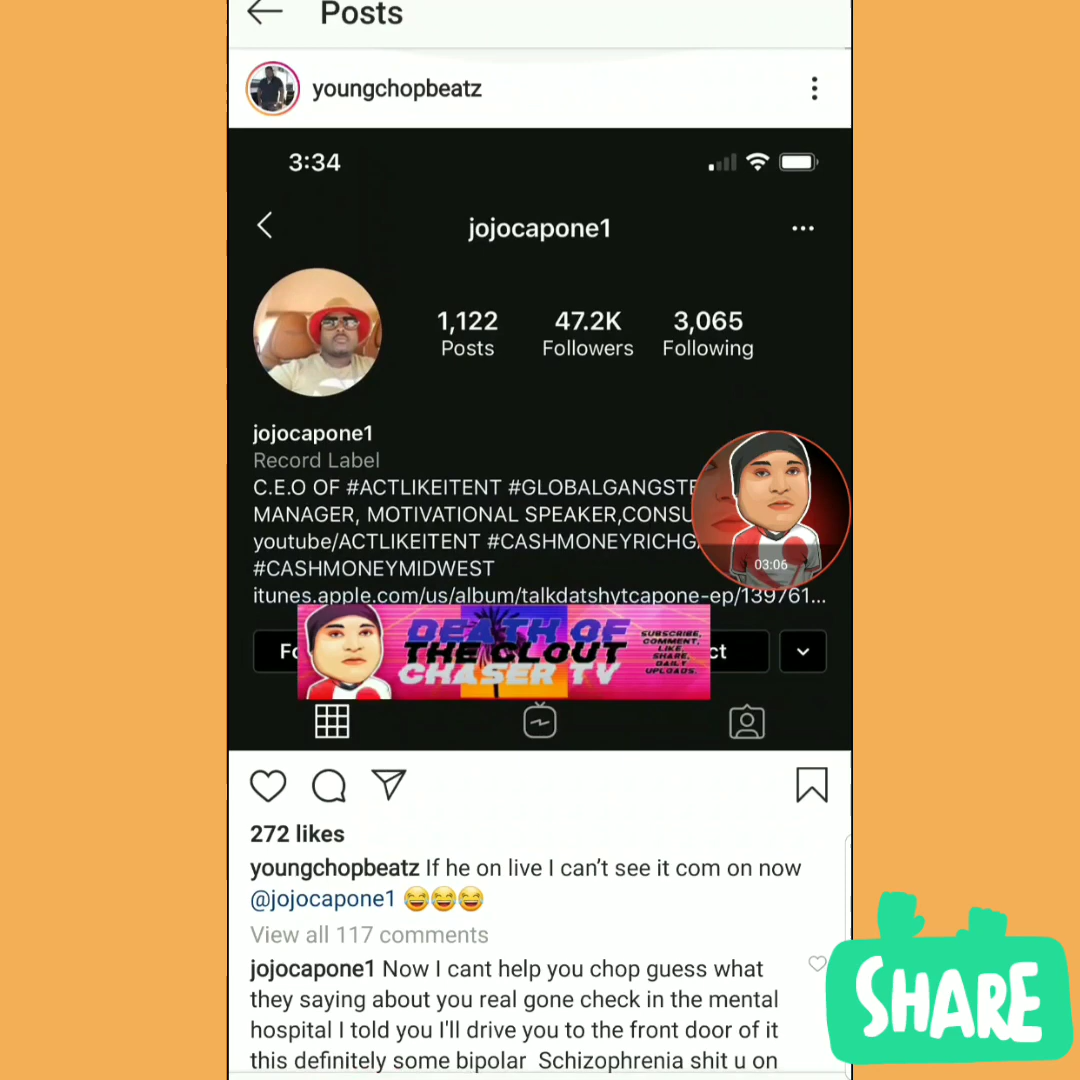 Posts
youngchopbeatz
3:34
jojocapone1
1,122
47.2K
3,065
Posts
Followers
Following
jojocapone1
Record Label
C.E.O OF #ACTLIKEITENT #GLOBALGANGSTE
MANAGER, MOTIVATIONAL SPEAKER,CONSU
youtube/ACTLIKEITENT #CASHMONEYRICHG
#CASHMONEYMIDWEST
itunes.apple.com/us/album/talkdatshytcapone-ep/139761...
03:06
Fo
ct
DEATH OF
THE CLOUT
CHASER TV
SUBSCRIBE,
COMMENT,
LIKE,
SHARE,
DAILY
UPLOADS.
272 likes
youngchopbeatz If he on live I can’t see it com on now
@jojocapone1 😂😂😂
View all 117 comments
jojocapone1 Now I cant help you chop guess what
they saying about you real gone check in the mental
hospital I told you I'll drive you to the front door of it
this definitely some bipolar Schizophrenia shit u on
SHARE